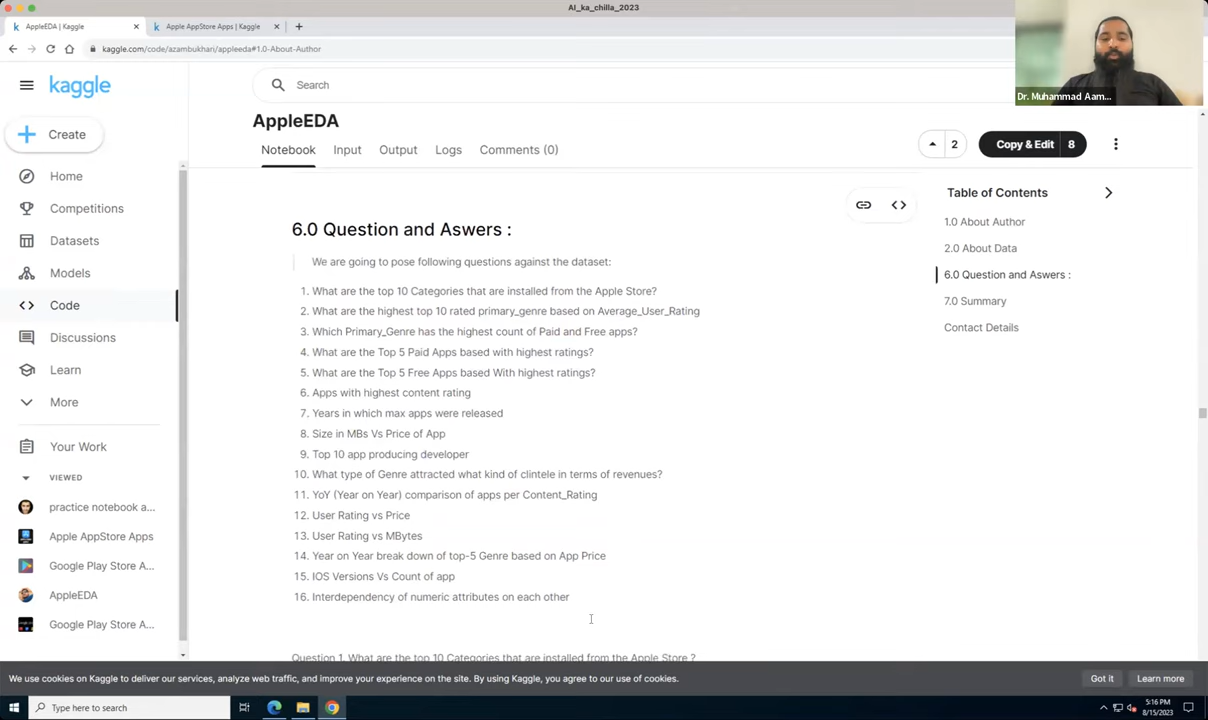 AI_ka_chilla_2023
AppleEDA | Kaggle
Apple AppStore Apps | Kaggle
kaggle.com/code/azambukhari/appleeda#1.0-About-Author
kaggle
Search
Dr. Muhammad Aam...
Create
AppleEDA
Notebook Input Output Logs Comments (0)
2
Copy & Edit 8
Home
Competitions
Datasets
Models
Code
Discussions
Learn
More
Your Work
VIEWED
practice notebook a...
Apple AppStore Apps
Google Play Store A...
AppleEDA
Google Play Store A...
6.0 Question and Aswers :
We are going to pose following questions against the dataset:
1. What are the top 10 Categories that are installed from the Apple Store?
2. What are the highest top 10 rated primary_genre based on Average_User_Rating
3. Which Primary_Genre has the highest count of Paid and Free apps?
4. What are the Top 5 Paid Apps based with highest ratings?
5. What are the Top 5 Free Apps based With highest ratings?
6. Apps with highest content rating
7. Years in which max apps were released
8. Size in MBs Vs Price of App
9. Top 10 app producing developer
10. What type of Genre attracted what kind of clintele in terms of revenues?
11. YoY (Year on Year) comparison of apps per Content_Rating
12. User Rating vs Price
13. User Rating vs MBytes
14. Year on Year break down of top-5 Genre based on App Price
15. IOS Versions Vs Count of app
16. Interdependency of numeric attributes on each other
Question 1. What are the top 10 Categories that are installed from the Apple Store ?
Table of Contents
1.0 About Author
2.0 About Data
6.0 Question and Aswers :
7.0 Summary
Contact Details
We use cookies on Kaggle to deliver our services, analyze web traffic, and improve your experience on the site. By using Kaggle, you agree to our use of cookies.
Got it
Learn more
Type here to search
5:16 PM
8/15/2023